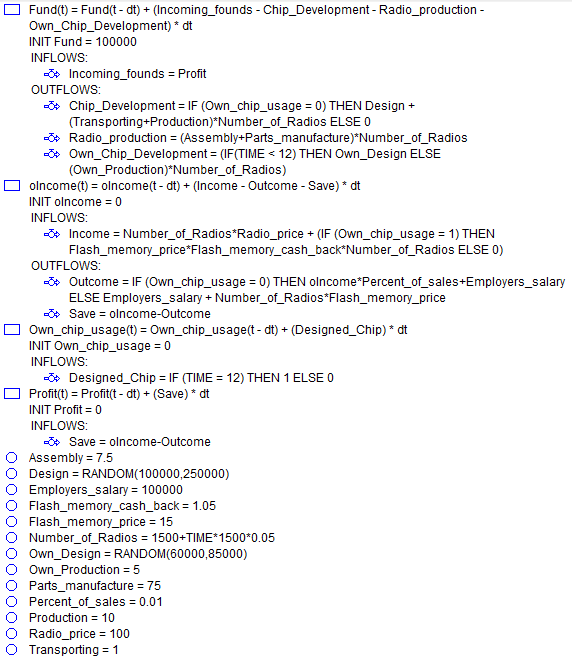 Fund(t) = Fund(t - dt) + (Incoming_founds - Chip_Development - Radio_production -
Own_Chip_Development) * dt
INIT Fund = 100000
INFLOWS:
Incoming_founds = Profit
OUTFLOWS:
Chip_Development = IF (Own_chip_usage = 0) THEN Design +
(Transporting+Production)*Number_of_Radios ELSE 0
Radio_production = (Assembly+Parts_manufacture)*Number_of_Radios
Own_Chip_Development = (IF(TIME < 12) THEN Own_Design ELSE
(Own_Production)*Number_of_Radios)
oIncome(t) = oIncome(t - dt) + (Income - Outcome - Save) * dt
INIT oIncome = 0
INFLOWS:
Income = Number_of_Radios*Radio_price + (IF (Own_chip_usage = 1) THEN
Flash_memory_price*Flash_memory_cash_back*Number_of_Radios ELSE 0)
OUTFLOWS:
Outcome = IF (Own_chip_usage = 0) THEN oIncome*Percent_of_sales+Employers_salary
ELSE Employers_salary + Number_of_Radios*Flash_memory_price
Save = oIncome-Outcome
Own_chip_usage(t) = Own_chip_usage(t - dt) + (Designed_Chip) * dt
INIT Own_chip_usage = 0
INFLOWS:
Designed_Chip = IF (TIME = 12) THEN 1 ELSE 0
Profit(t) = Profit(t - dt) + (Save) * dt
INIT Profit = 0
INFLOWS:
Save = oIncome-Outcome
Assembly = 7.5
Design = RANDOM(100000,250000)
Employers_salary = 100000
Flash_memory_cash_back = 1.05
Flash_memory_price = 15
Number_of_Radios = 1500+TIME*1500*0.05
Own_Design = RANDOM(60000,85000)
Own_Production = 5
Parts_manufacture = 75
Percent_of_sales = 0.01
Production = 10
Radio_price = 100
Transporting = 1